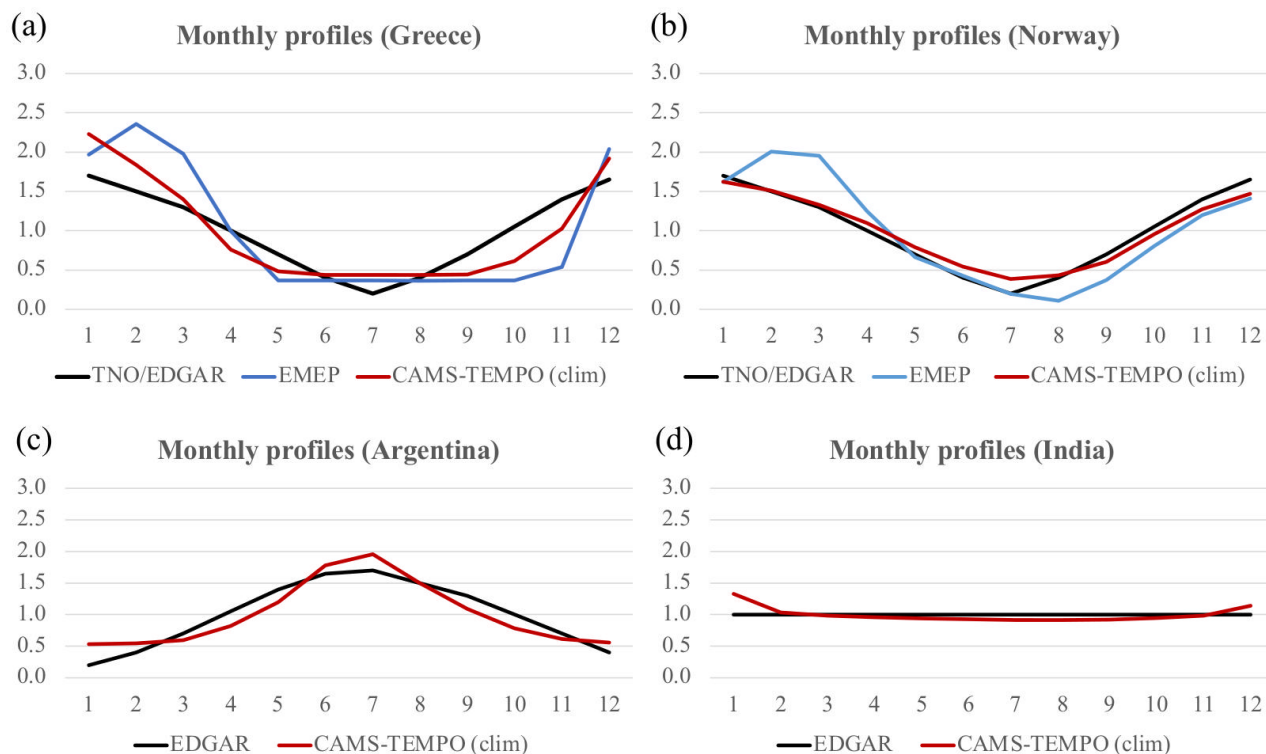 (a)
Monthly profiles (Greece)
3.0
2.5
2.0
1.5
1.0
0.5
0.0
1 2 3 4 5 6 7 8 9 10 11 12
TNO/EDGAR EMEP CAMS-TEMPO (clim)
(b)
Monthly profiles (Norway)
3.0
2.5
2.0
1.5
1.0
0.5
0.0
1 2 3 4 5 6 7 8 9 10 11 12
TNO/EDGAR EMEP CAMS-TEMPO (clim)
(c)
Monthly profiles (Argentina)
3.0
2.5
2.0
1.5
1.0
0.5
0.0
1 2 3 4 5 6 7 8 9 10 11 12
EDGAR CAMS-TEMPO (clim)
(d)
Monthly profiles (India)
3.0
2.5
2.0
1.5
1.0
0.5
0.0
1 2 3 4 5 6 7 8 9 10 11 12
EDGAR CAMS-TEMPO (clim)